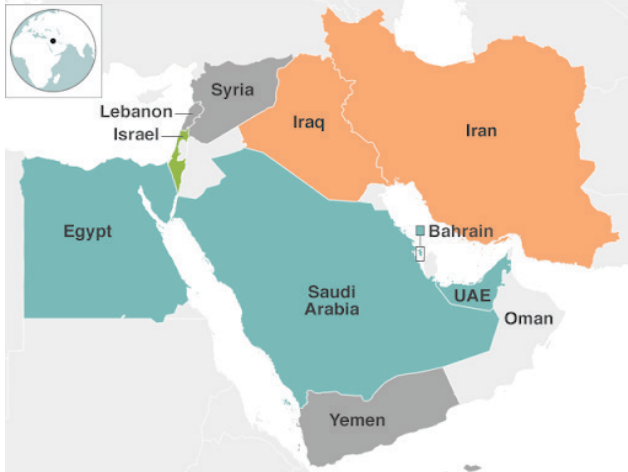 Syria
Lebanon
Israel
Iraq
Iran
Egypt
Bahrain
Saudi
Arabia
UAE
Oman
Yemen